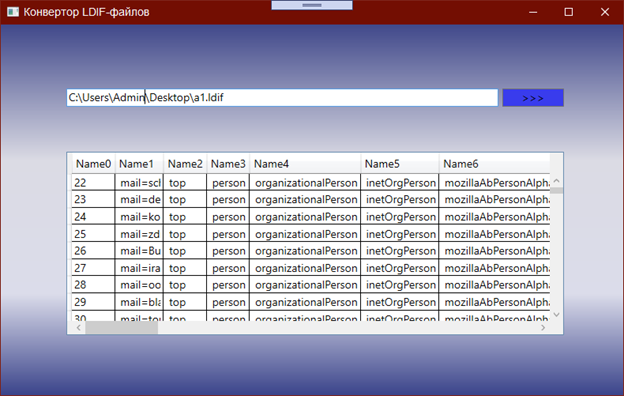 Конвертор LDIF-файлов
C:\Users\Admin\Desktop\a1.ldif
>>>
Name0 Name1 Name2 Name3 Name4 Name5 Name6
22 mail=scl top person organizationalPerson inetOrgPerson mozillaAbPersonAlpha
23 mail=de top person organizationalPerson inetOrgPerson mozillaAbPersonAlpha
24 mail=ko top person organizationalPerson inetOrgPerson mozillaAbPersonAlpha
25 mail=zd top person organizationalPerson inetOrgPerson mozillaAbPersonAlpha
26 mail=Bu top person organizationalPerson inetOrgPerson mozillaAbPersonAlpha
27 mail=ira top person organizationalPerson inetOrgPerson mozillaAbPersonAlpha
28 mail=oo top person organizationalPerson inetOrgPerson mozillaAbPersonAlpha
29 mail=bla top person organizationalPerson inetOrgPerson mozillaAbPersonAlpha
30 mail=tou top person organizationalPerson inetOrgPerson mozillaAbPersonAlpha